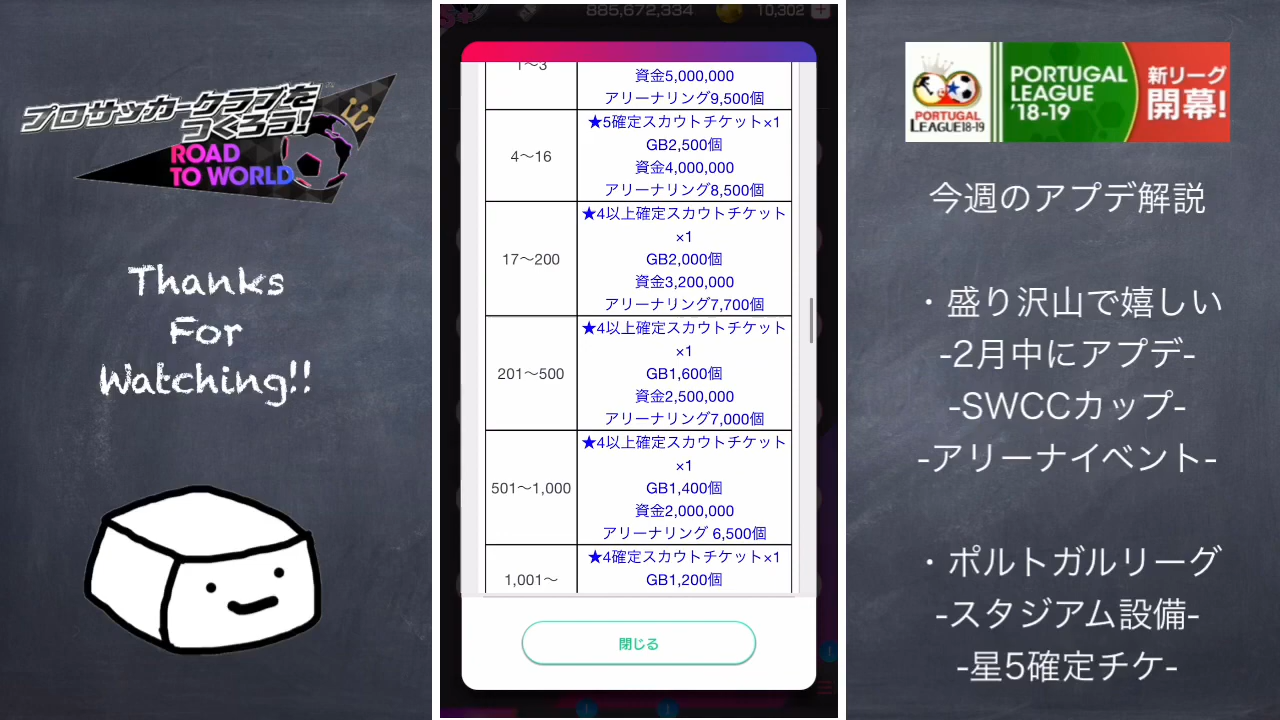 プロサッカークラブを
つくろう!
ROAD
TO WORLD
Thanks
For
Watching!!
885,672,334
10,302
1〜3
資金5,000,000
アリーナリング9,500個
4〜16
★5確定スカウトチケット×1
GB2,500個
資金4,000,000
アリーナリング8,500個
17〜200
★4以上確定スカウトチケット
×1
GB2,000個
資金3,200,000
アリーナリング7,700個
201〜500
★4以上確定スカウトチケット
×1
GB1,600個
資金2,500,000
アリーナリング7,000個
501〜1,000
★4以上確定スカウトチケット
×1
GB1,400個
資金2,000,000
アリーナリング 6,500個
1,001〜
★4確定スカウトチケット×1
GB1,200個
閉じる
PORTUGAL
LEAGUE18-19
PORTUGAL
LEAGUE
'18-19
新リーグ
開幕!
今週のアプデ解説
・盛り沢山で嬉しい
-2月中にアプデ-
-SWCCカップ-
-アリーナイベント-
・ポルトガルリーグ
-スタジアム設備-
-星5確定チケ-